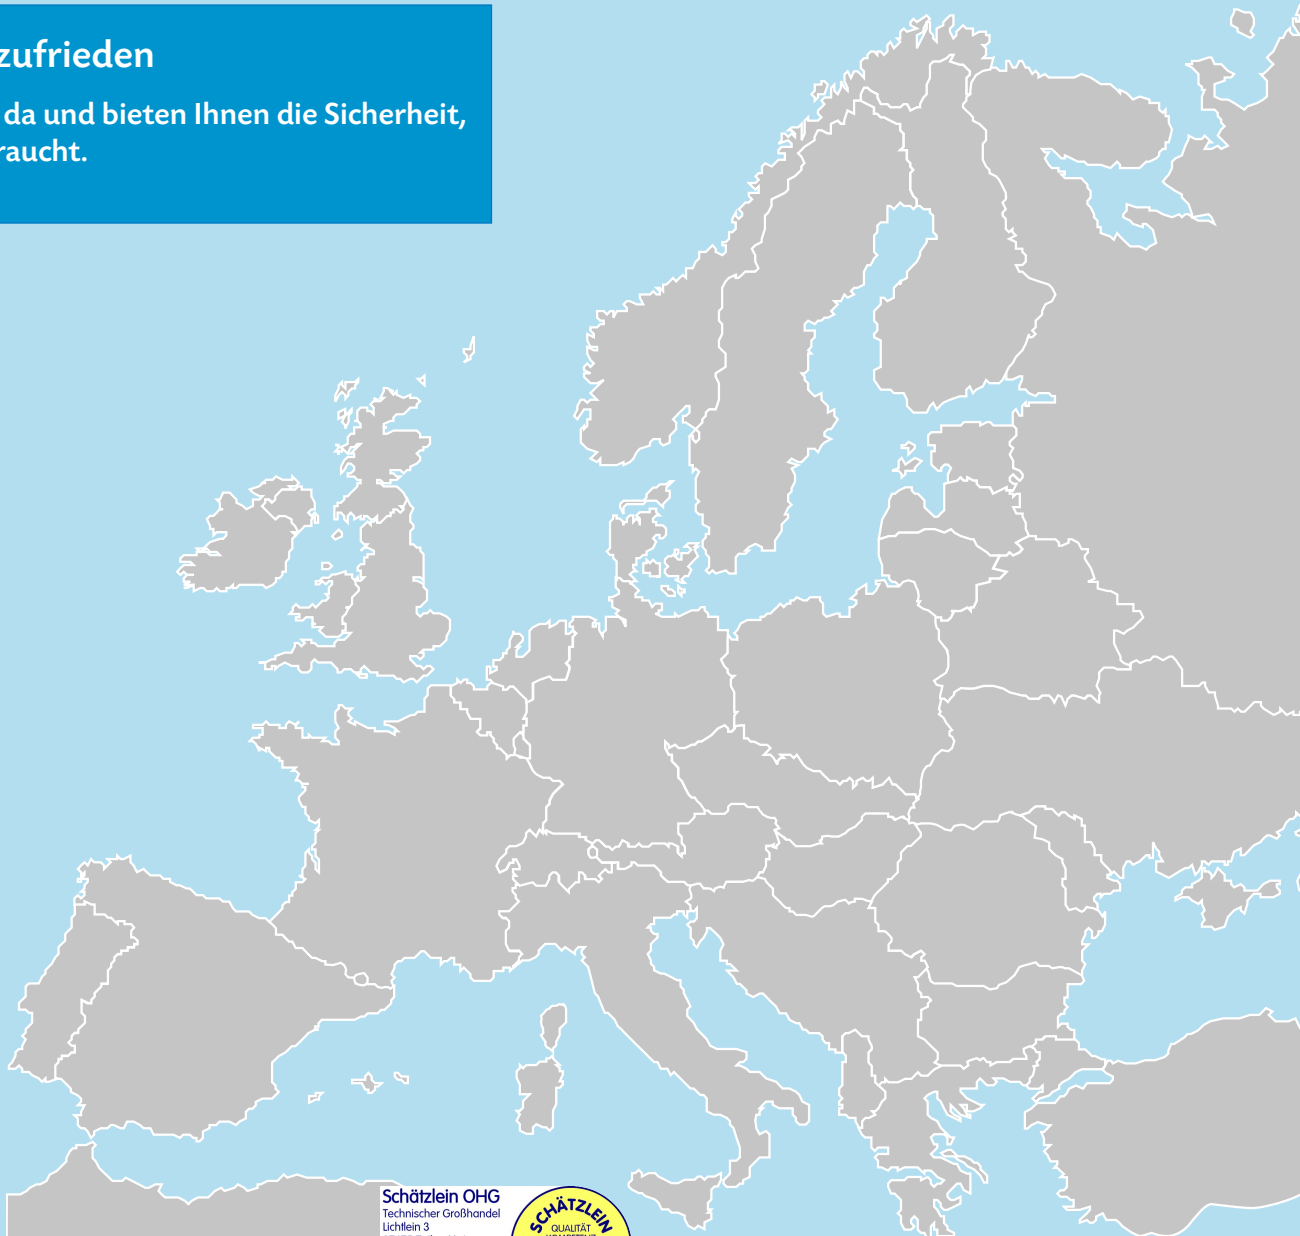 zufrieden
da und bieten Ihnen die Sicherheit,
raucht.
Schätzlein OHG
Technischer Großhandel
Lichtlein 3
SCHÄTZLEIN
QUALITÄT